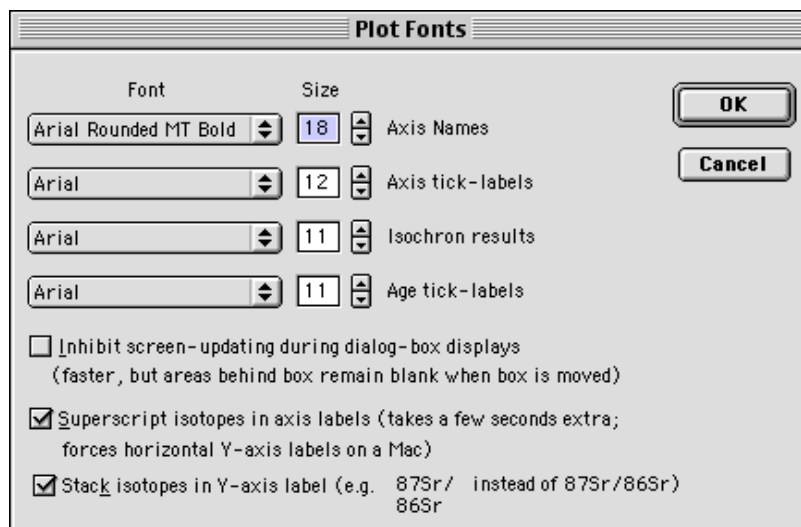 Plot Fonts
Font Size
Arial Rounded MT Bold 18 Axis Names OK
Arial 12 Axis tick-labels Cancel
Arial 11 Isochron results
Arial 11 Age tick-labels
Inhibit screen-updating during dialog-box displays
(faster, but areas behind box remain blank when box is moved)
Superscript isotopes in axis labels (takes a few seconds extra;
forces horizontal Y-axis labels on a Mac)
Stack isotopes in Y-axis label (e.g. 87Sr/ instead of 87Sr/86Sr)
86Sr